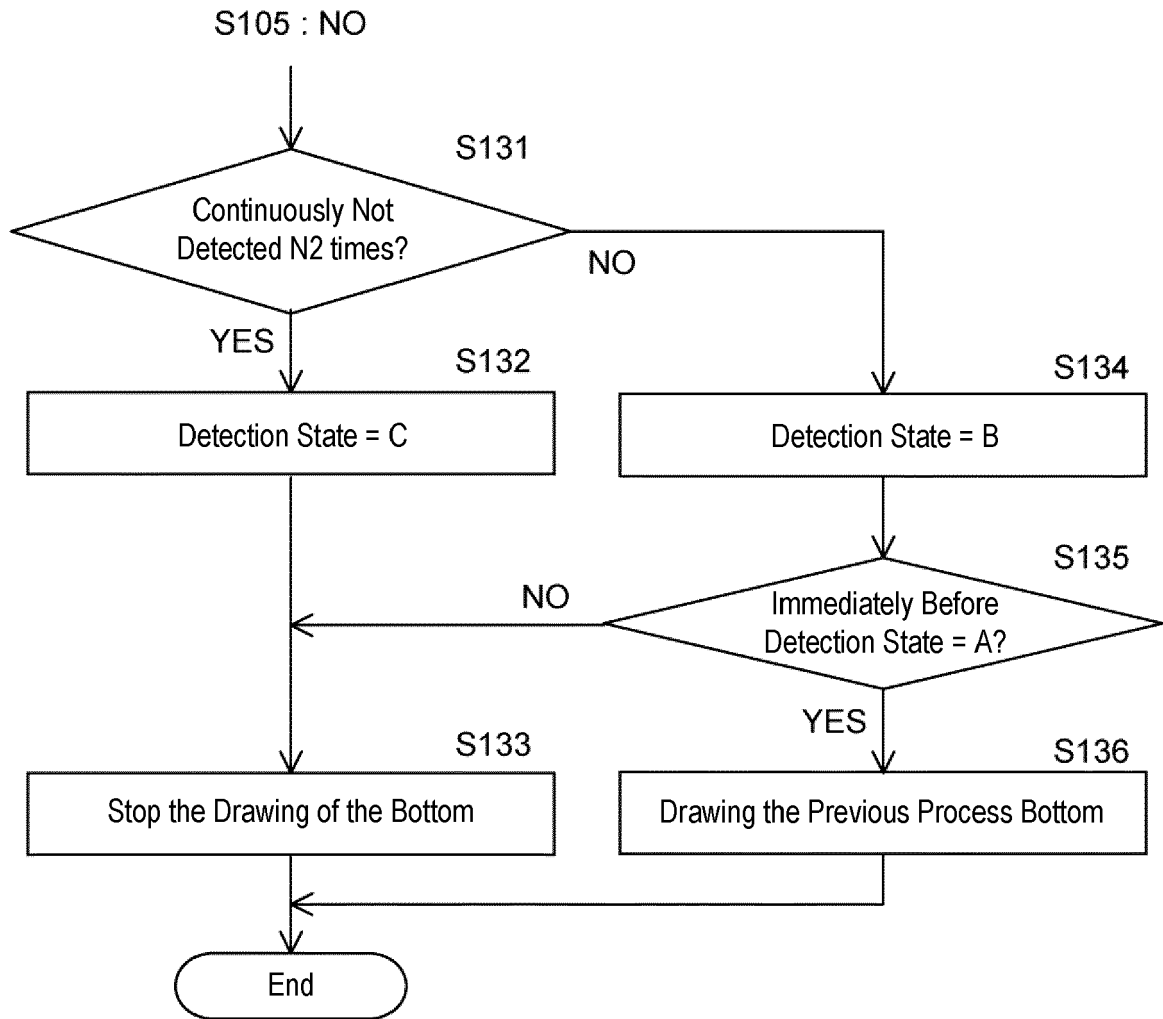 S105 : NO
S131
Continuously Not
Detected N2 times?
NO
YES
S132
Detection State = C
S134
Detection State = B
S135
Immediately Before
Detection State = A?
NO
YES
S133
Stop the Drawing of the Bottom
S136
Drawing the Previous Process Bottom
End